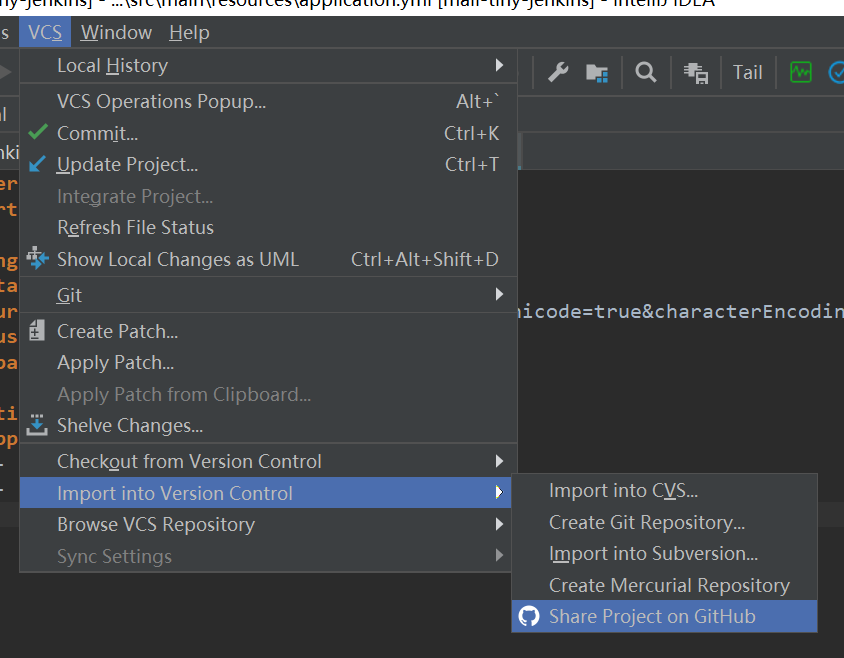 ny-jenkins] - ...\src\main\resources\application.yml [mall-tiny-jenkins] - IntelliJ IDEA
s VCS Window Help
Local History
Tail
VCS Operations Popup... Alt+`
l
Commit... Ctrl+K
nki
Update Project... Ctrl+T
er
Integrate Project...
rt
Refresh File Status
ng
Show Local Changes as UML Ctrl+Alt+Shift+D
ta
Git
ur
nicode=true&characterEncodin
Create Patch...
us
Apply Patch...
pa
Apply Patch from Clipboard...
ti
Shelve Changes...
op
Checkout from Version Control
-
Import into Version Control
-
Browse VCS Repository
Sync Settings
Import into CVS...
Create Git Repository...
Import into Subversion...
Create Mercurial Repository
Share Project on GitHub